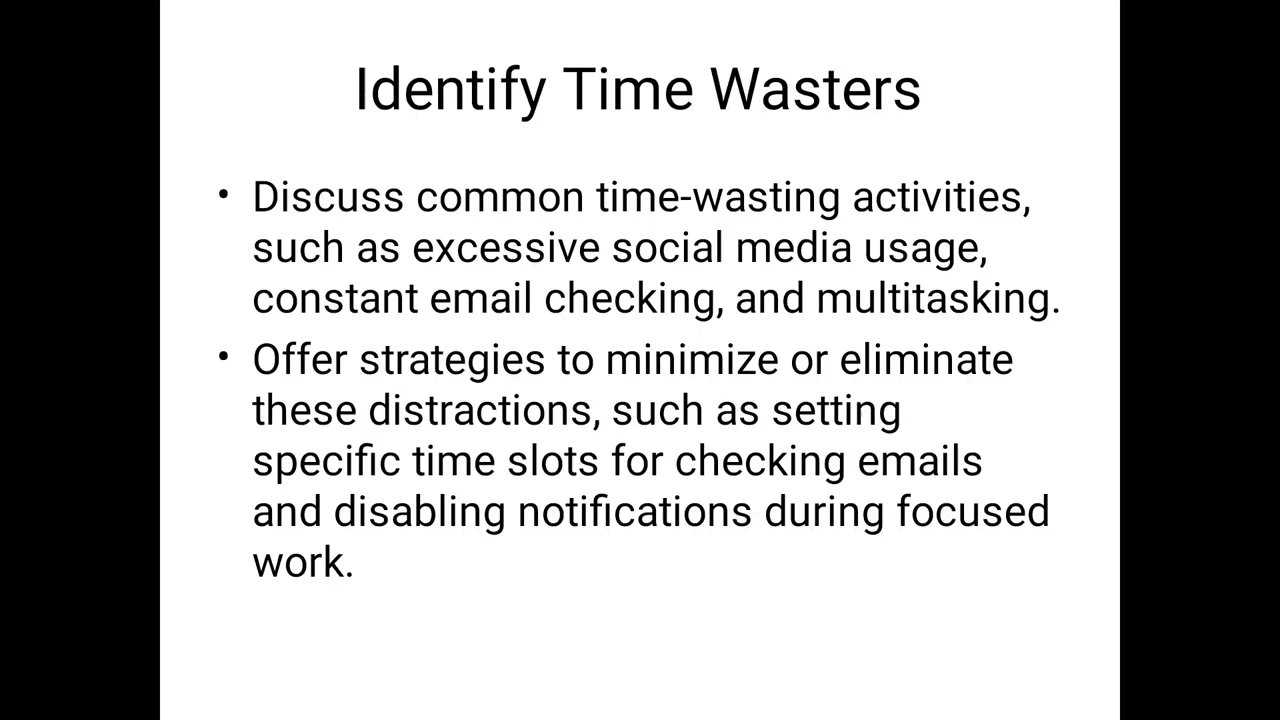 Identify Time Wasters
• Discuss common time-wasting activities,
such as excessive social media usage,
constant email checking, and multitasking.
• Offer strategies to minimize or eliminate
these distractions, such as setting
specific time slots for checking emails
and disabling notifications during focused
work.